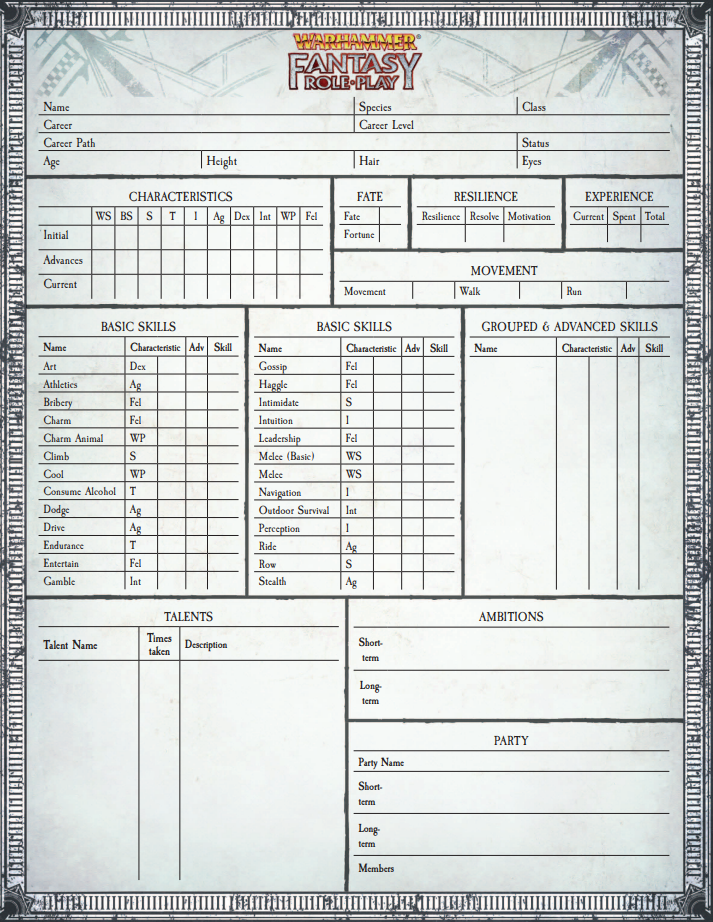 WARHAMMER®
FANTASY
ROLE•PLAY
Name Species Class
Career Career Level
Career Path Status
Age Height Hair Eyes
CHARACTERISTICS
WS BS S T I Ag Dex Int WP Fel
Initial
Advances
Current
FATE
Fate
Fortune
RESILIENCE
Resilience Resolve Motivation
EXPERIENCE
Current Spent Total
MOVEMENT
Movement Walk Run
BASIC SKILLS
Name Characteristic Adv Skill
Art Dex
Athletics Ag
Bribery Fel
Charm Fel
Charm Animal WP
Climb S
Cool WP
Consume Alcohol T
Dodge Ag
Drive Ag
Endurance T
Entertain Fel
Gamble Int
BASIC SKILLS
Name Characteristic Adv Skill
Gossip Fel
Haggle Fel
Intimidate S
Intuition I
Leadership Fel
Melee (Basic) WS
Melee WS
Navigation I
Outdoor Survival Int
Perception I
Ride Ag
Row S
Stealth Ag
GROUPED & ADVANCED SKILLS
Name Characteristic Adv Skill
TALENTS
Talent Name Times taken Description
AMBITIONS
Short-
term
Long-
term
PARTY
Party Name
Short-
term
Long-
term
Members